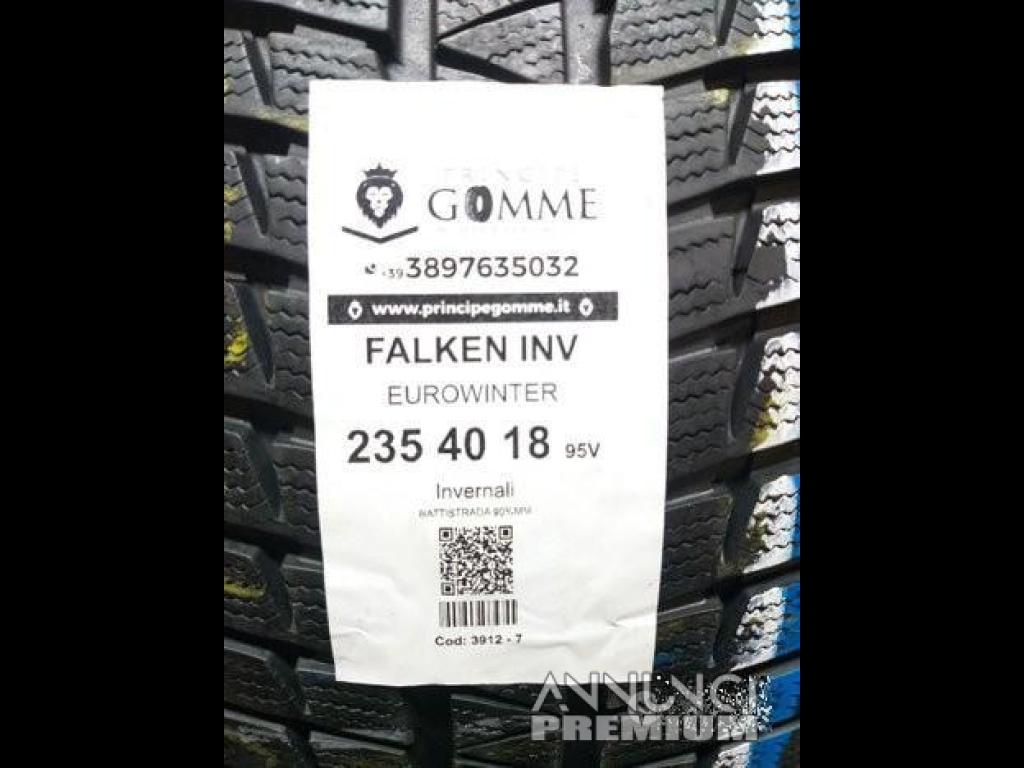 PRINCIPE
GOMME
+39 3897635032
www.principegomme.it
FALKEN INV
EUROWINTER
235 40 18 95V
Invernali
BATTISTRADA 90%MM
Cod: 3912 - 7
ANNUNCI
PREMIUM